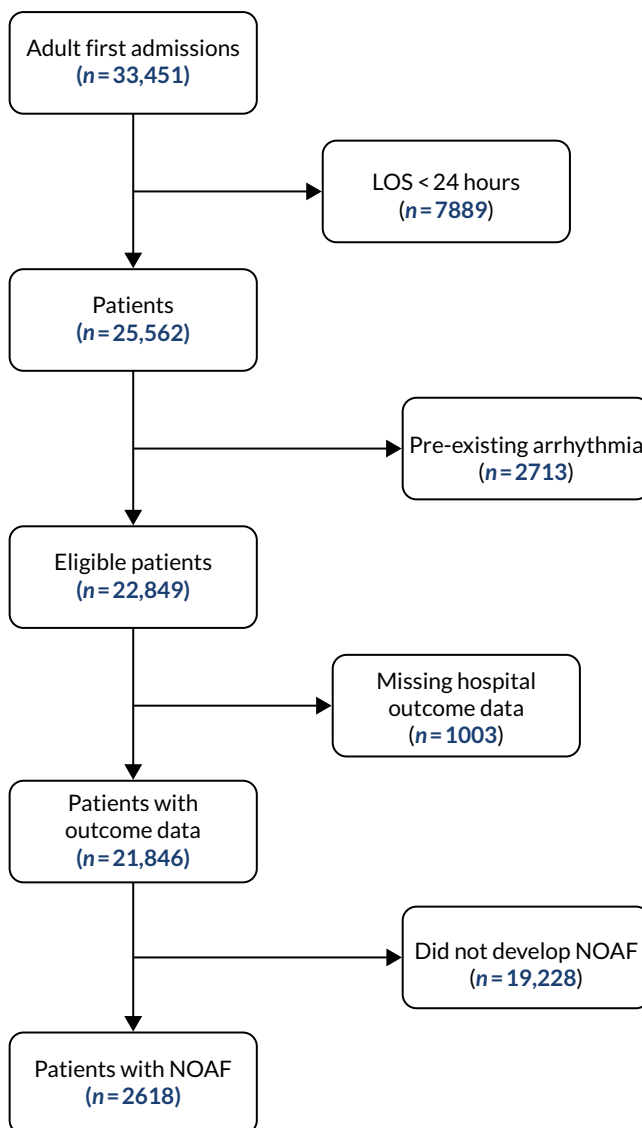 Adult first admissions
(n = 33,451)
LOS < 24 hours
(n = 7889)
Patients
(n = 25,562)
Pre-existing arrhythmia
(n = 2713)
Eligible patients
(n = 22,849)
Missing hospital
outcome data
(n = 1003)
Patients with
outcome data
(n = 21,846)
Did not develop NOAF
(n = 19,228)
Patients with NOAF
(n = 2618)